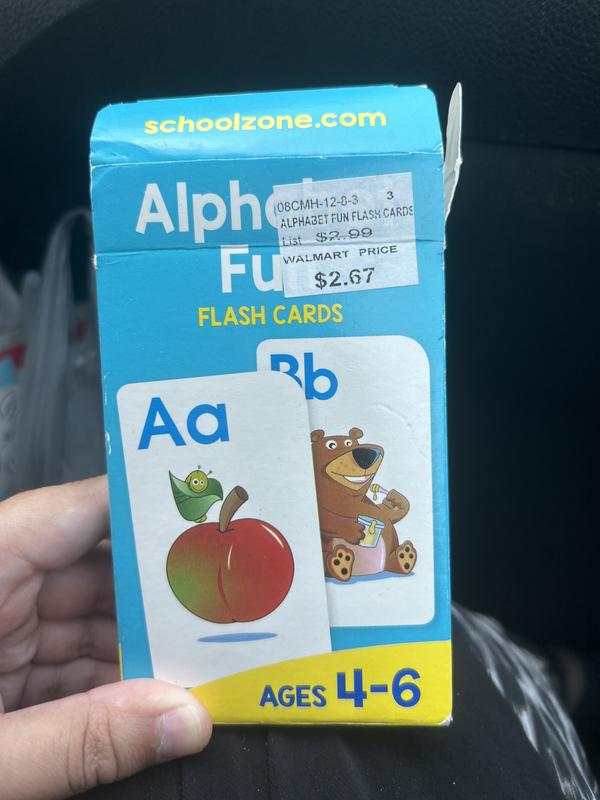 schoolzone.com
08CMH-12-8-3 3
ALPHABET FUN FLASH CARDS
List $2.99
WALMART PRICE
$2.67
Alpha
Fu
FLASH CARDS
Bb
Aa
AGES 4-6